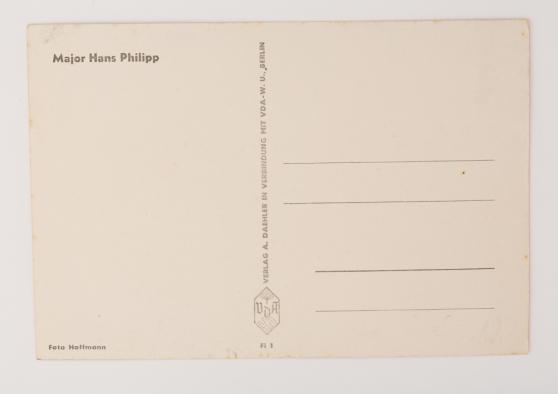 Major Hans Philipp
VERLAG A. DAEHLER IN VERBINDUNG MIT VDA-W. U., BERLIN
VDA
Foto Hoffmann
Fl 1